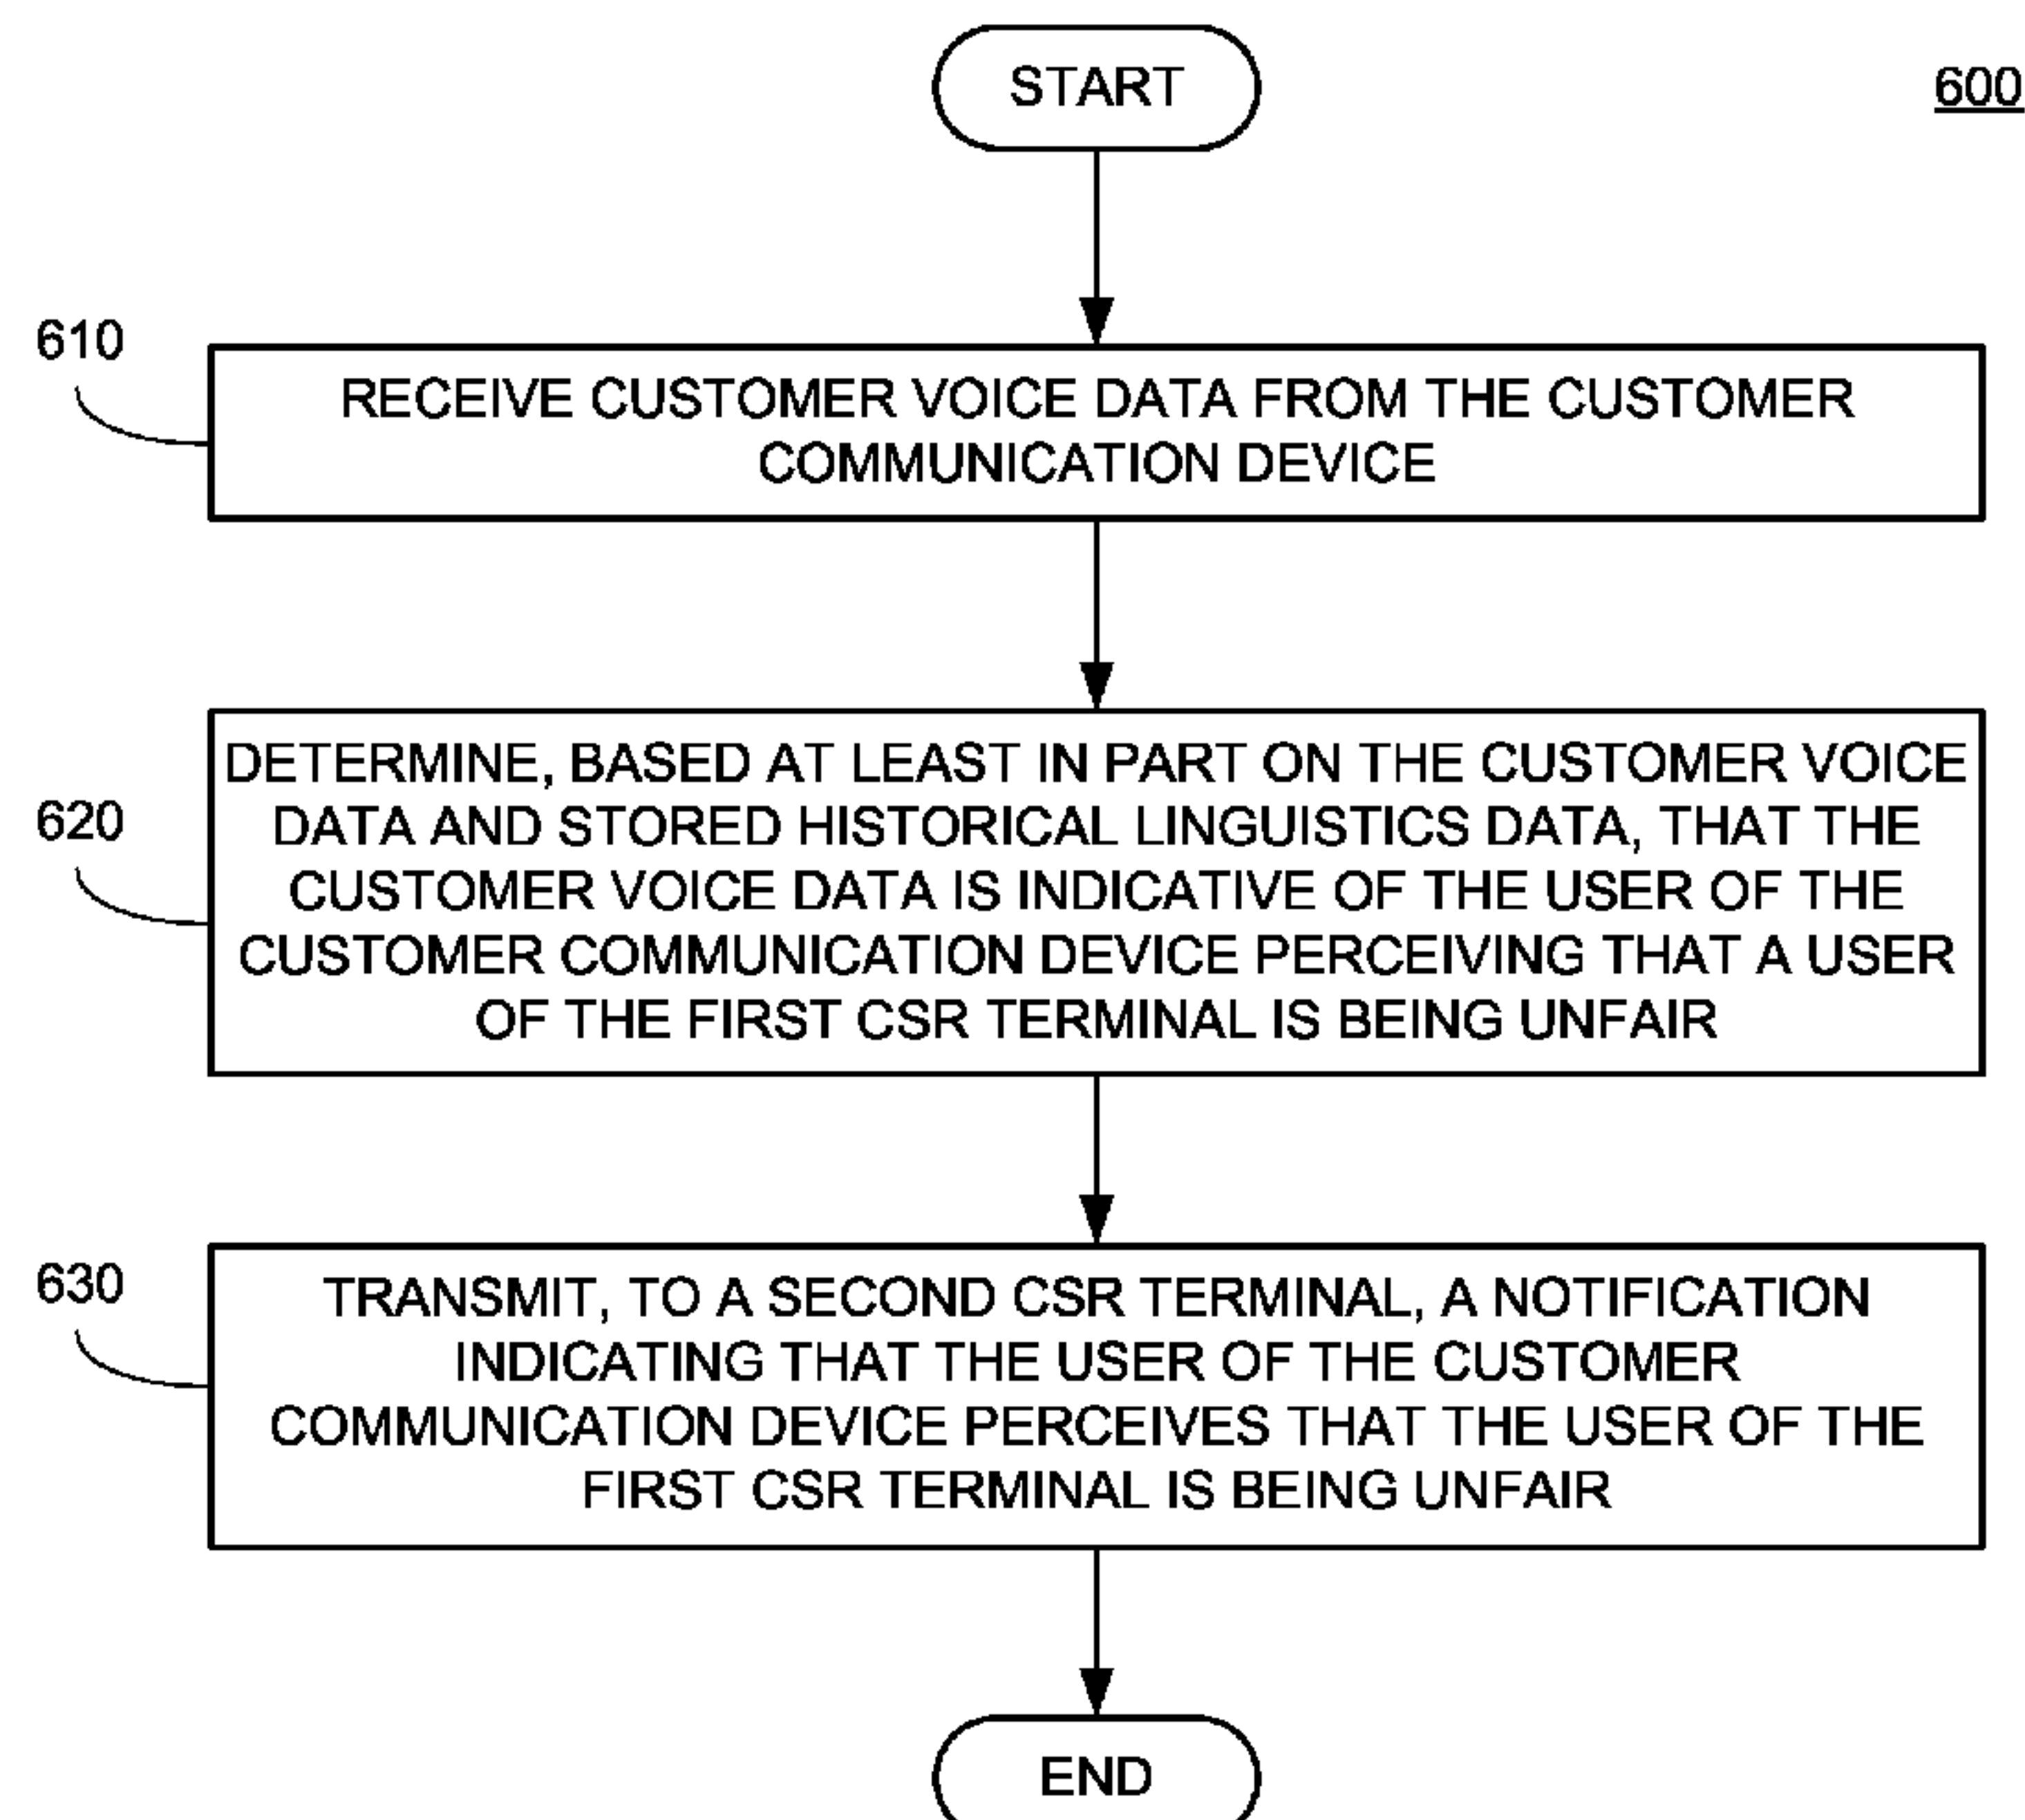 START
600
610
RECEIVE CUSTOMER VOICE DATA FROM THE CUSTOMER
COMMUNICATION DEVICE
620
DETERMINE, BASED AT LEAST IN PART ON THE CUSTOMER VOICE
DATA AND STORED HISTORICAL LINGUISTICS DATA, THAT THE
CUSTOMER VOICE DATA IS INDICATIVE OF THE USER OF THE
CUSTOMER COMMUNICATION DEVICE PERCEIVING THAT A USER
OF THE FIRST CSR TERMINAL IS BEING UNFAIR
630
TRANSMIT, TO A SECOND CSR TERMINAL, A NOTIFICATION
INDICATING THAT THE USER OF THE CUSTOMER
COMMUNICATION DEVICE PERCEIVES THAT THE USER OF THE
FIRST CSR TERMINAL IS BEING UNFAIR
END